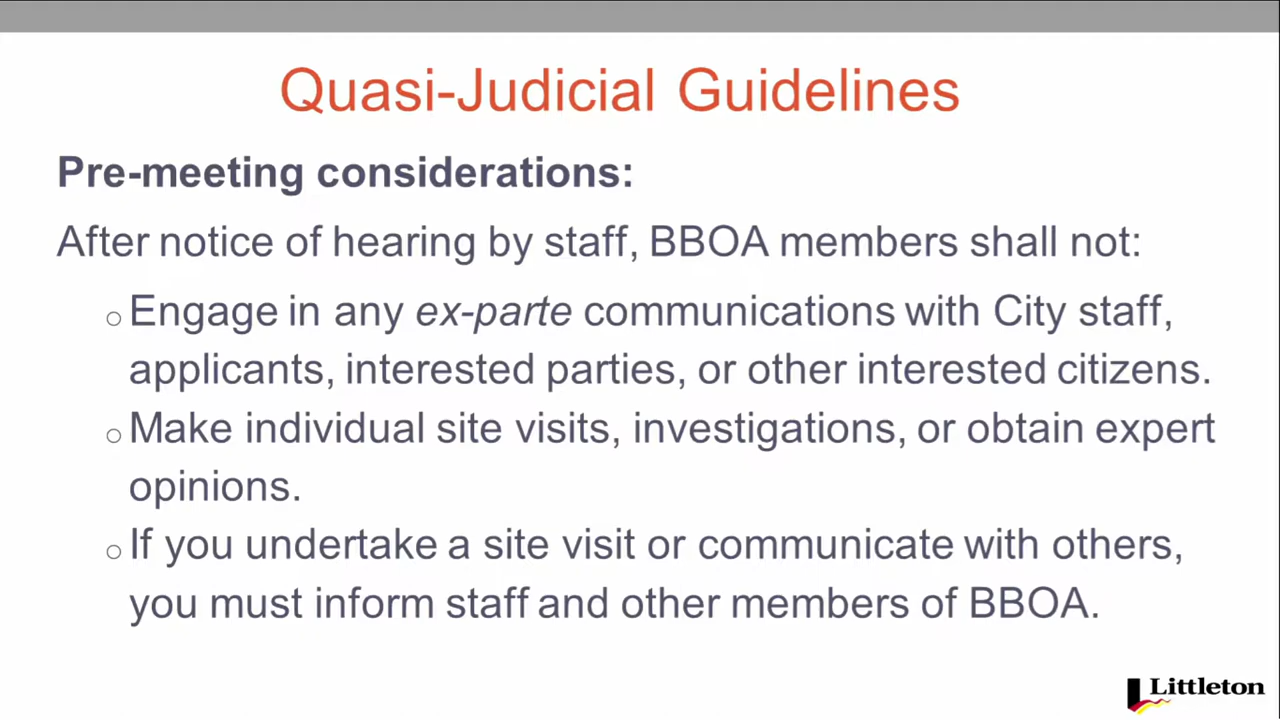 Quasi-Judicial Guidelines
Pre-meeting considerations:
After notice of hearing by staff, BBOA members shall not:
○ Engage in any ex-parte communications with City staff,
applicants, interested parties, or other interested citizens.
○ Make individual site visits, investigations, or obtain expert
opinions.
○ If you undertake a site visit or communicate with others,
you must inform staff and other members of BBOA.
Littleton